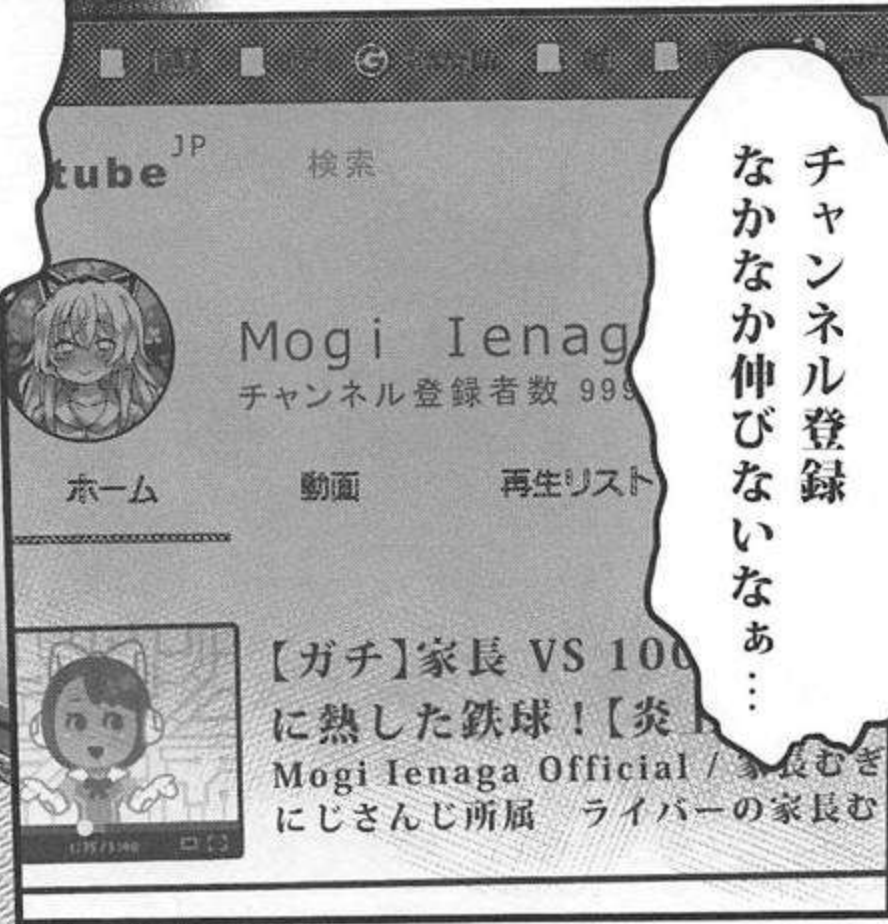 チャンネル登録
なかなか伸びないなぁ…
tube JP
検索
Mogi Ienag
チャンネル登録者数 999
ホーム
動画
再生リスト
【ガチ】家長 VS 100
に熱した鉄球!【炎
Mogi Ienaga Official / 家長むぎ
にじさんじ所属 ライバーの家長む